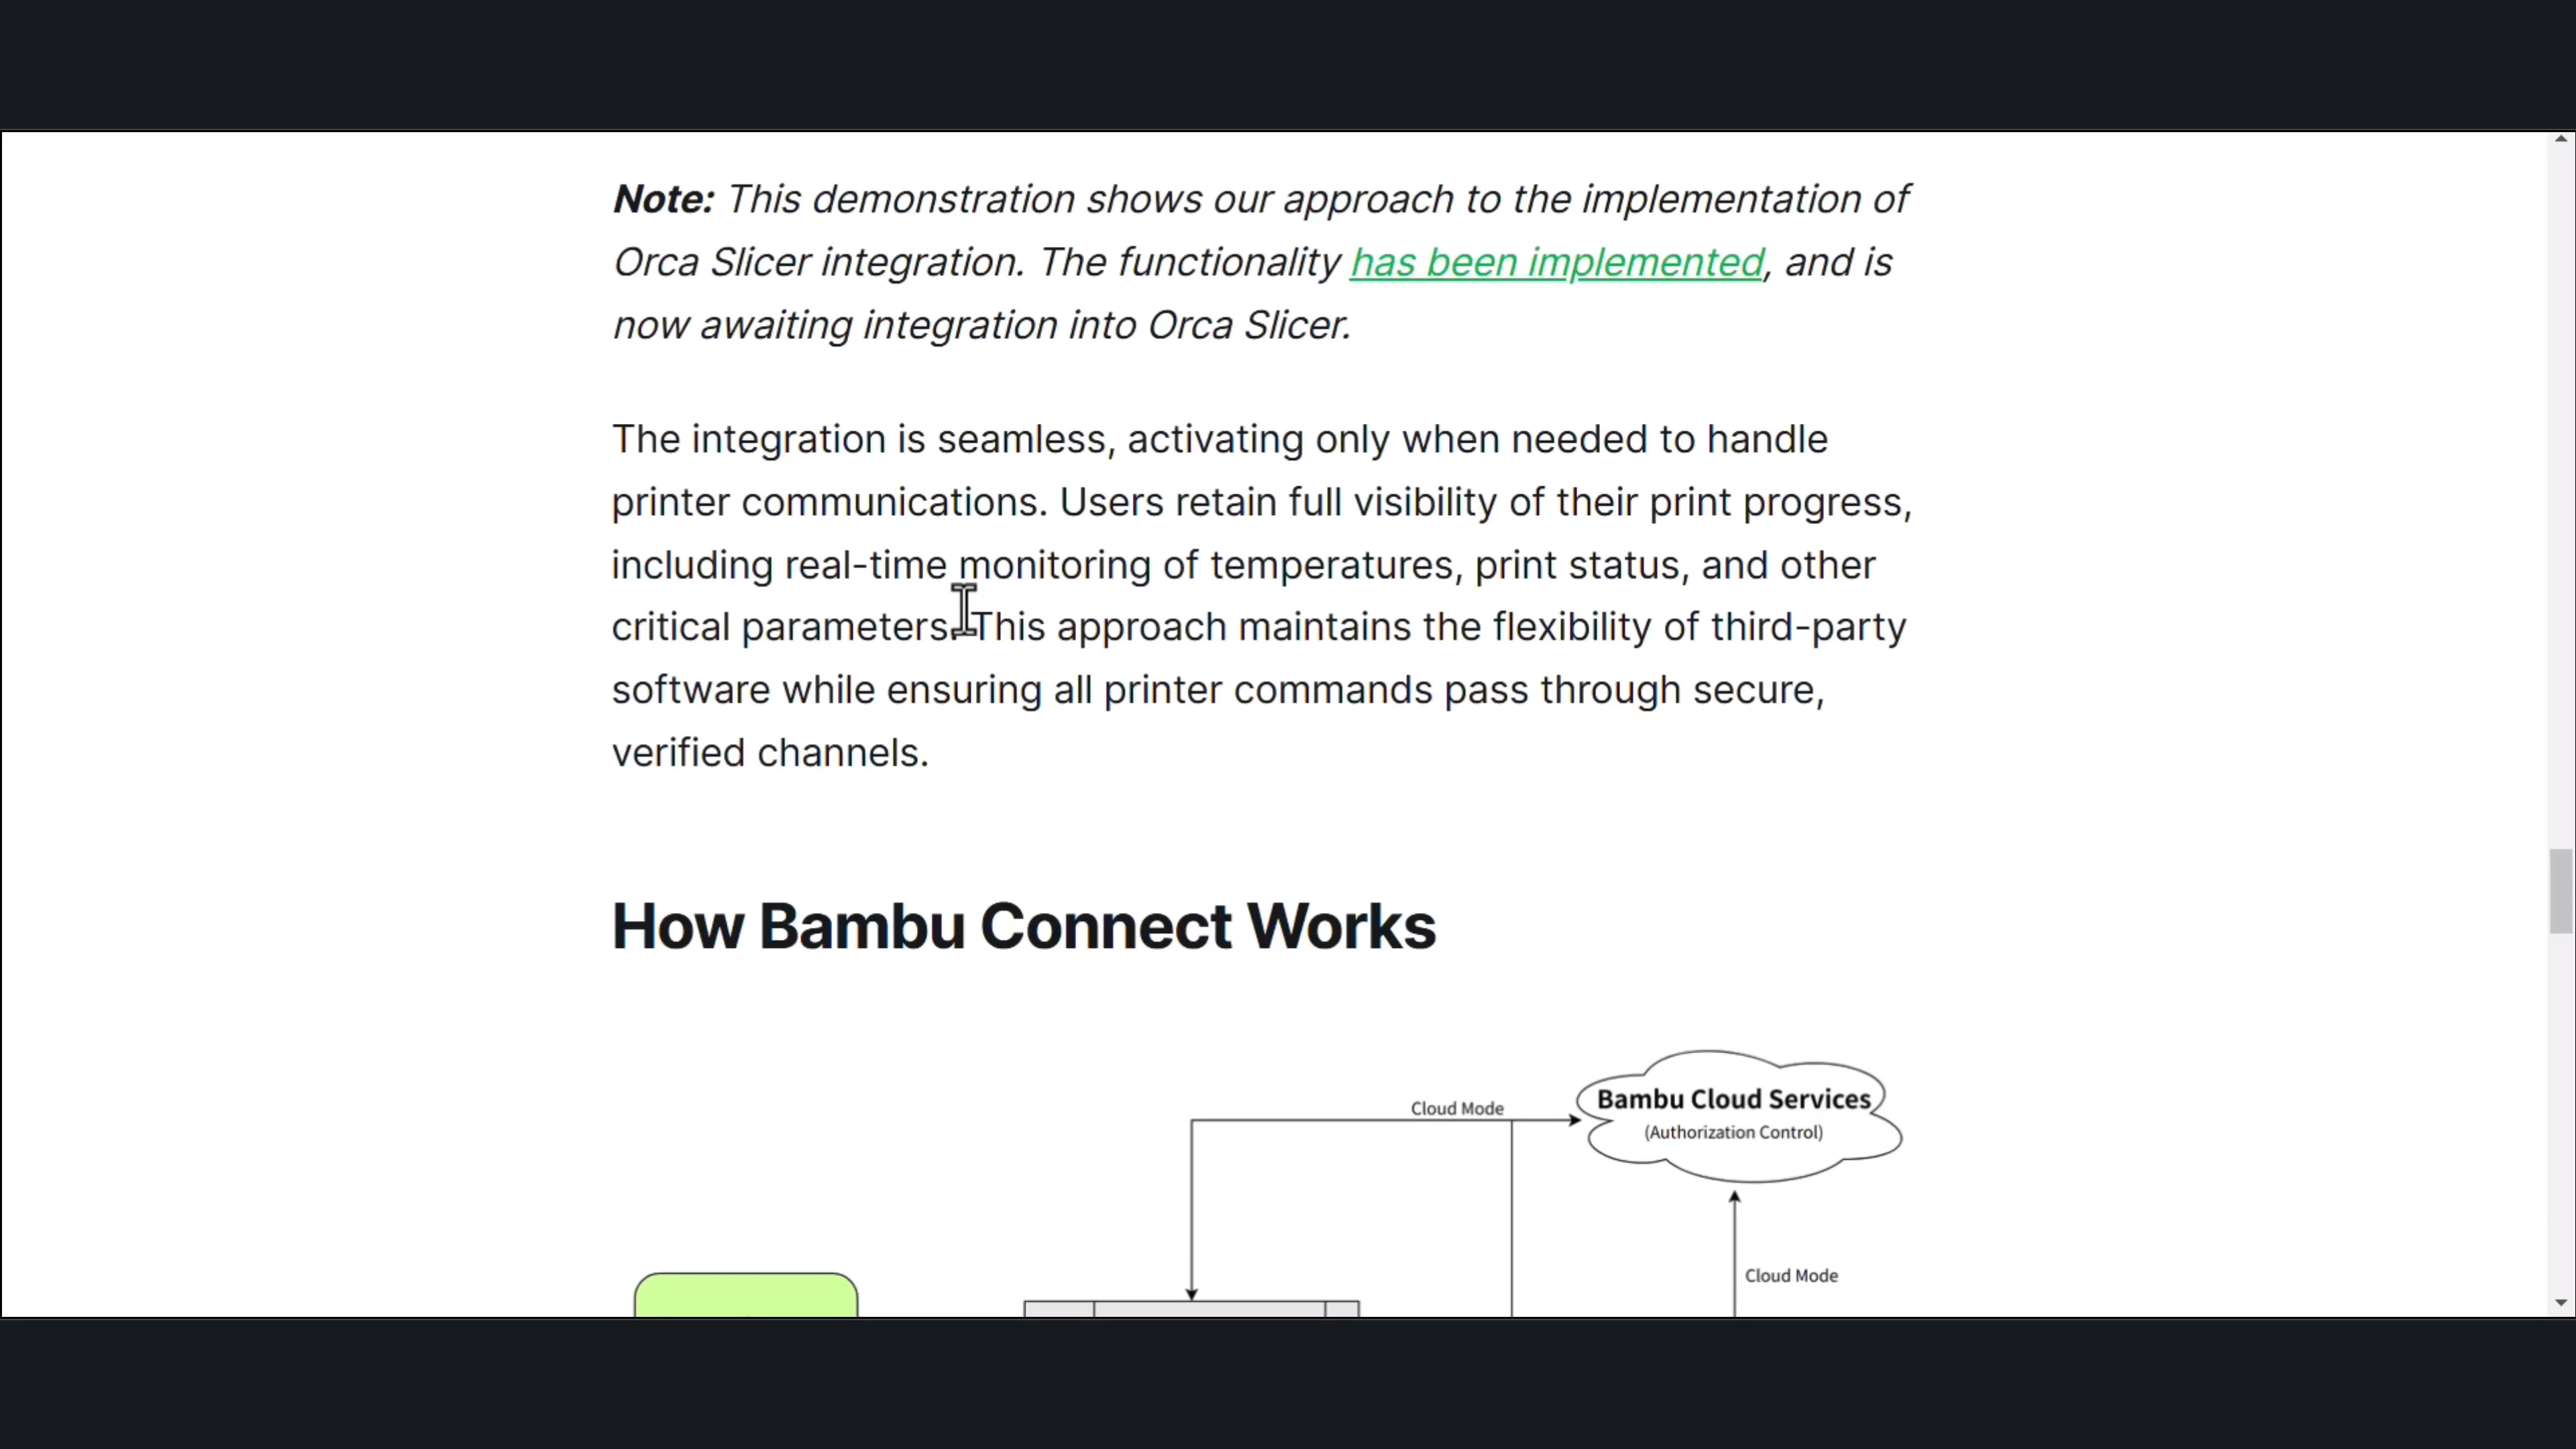 Note: This demonstration shows our approach to the implementation of
Orca Slicer integration. The functionality has been implemented, and is
now awaiting integration into Orca Slicer.
The integration is seamless, activating only when needed to handle
printer communications. Users retain full visibility of their print progress,
including real-time monitoring of temperatures, print status, and other
critical parameters. This approach maintains the flexibility of third-party
software while ensuring all printer commands pass through secure,
verified channels.
How Bambu Connect Works
Cloud Mode
Bambu Cloud Services
(Authorization Control)
Cloud Mode